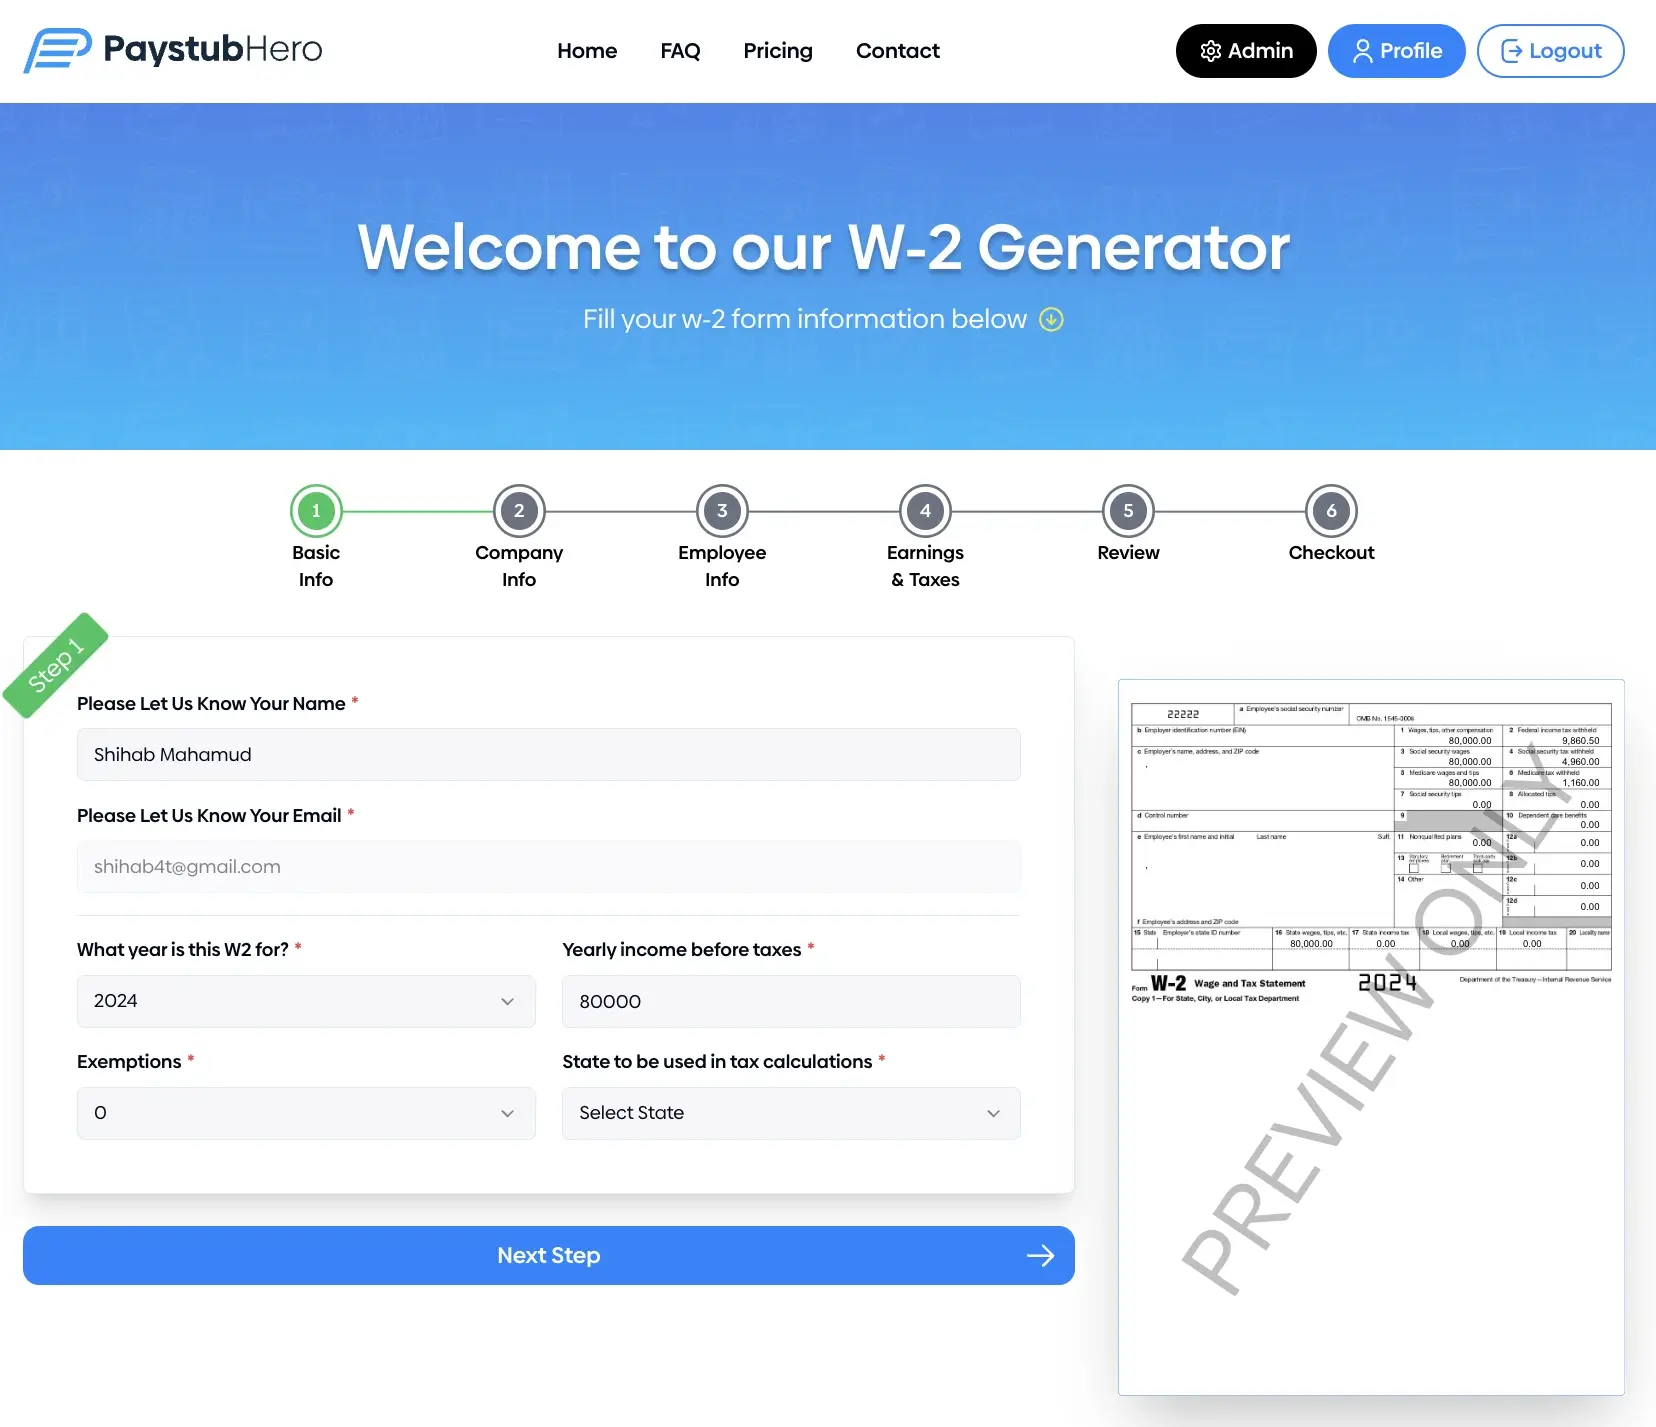 PaystubHero
Home FAQ Pricing Contact
Admin Profile Logout
Welcome to our W-2 Generator
Fill your w-2 form information below
1 2 3 4 5 6
Basic Info
Company Info
Employee Info
Earnings & Taxes
Review
Checkout
Step 1
Please Let Us Know Your Name *
Shihab Mahamud
Please Let Us Know Your Email *
shihab4t@gmail.com
What year is this W2 for? *
2024
Yearly income before taxes *
80000
Exemptions *
0
State to be used in tax calculations *
Select State
Next Step
22222
a Employee's social security number
OMB No. 1545-0008
b Employer identification number (EIN)
1 Wages, tips, other compensation
80,000.00
2 Federal income tax withheld
9,860.50
c Employer's name, address, and ZIP code
3 Social security wages
80,000.00
4 Social security tax withheld
4,960.00
5 Medicare wages and tips
80,000.00
6 Medicare tax withheld
1,160.00
7 Social security tips
0.00
8 Allocated tips
0.00
d Control number
9
10 Dependent care benefits
0.00
e Employee's first name and initial Last name Suff.
11 Nonqualified plans
0.00
12a
0.00
13 Statutory employee Retirement plan Third-party sick pay
12b
0.00
14 Other
12c
0.00
12d
0.00
f Employee's address and ZIP code
15 State Employer's state ID number
16 State wages, tips, etc.
80,000.00
17 State income tax
0.00
18 Local wages, tips, etc.
0.00
19 Local income tax
0.00
20 Locality name
Form W-2 Wage and Tax Statement
2024
Department of the Treasury—Internal Revenue Service
Copy 1—For State, City, or Local Tax Department
PREVIEW ONLY